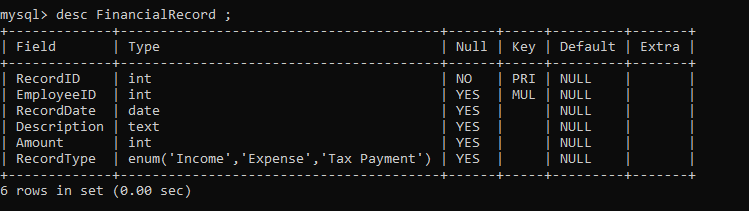 mysql> desc FinancialRecord ;
+-------------+----------------------------------------+------+-----+---------+-------+
| Field       | Type                                   | Null | Key | Default | Extra |
+-------------+----------------------------------------+------+-----+---------+-------+
| RecordID    | int                                    | NO   | PRI | NULL    |       |
| EmployeeID  | int                                    | YES  | MUL | NULL    |       |
| RecordDate  | date                                   | YES  |     | NULL    |       |
| Description | text                                   | YES  |     | NULL    |       |
| Amount      | int                                    | YES  |     | NULL    |       |
| RecordType  | enum('Income','Expense','Tax Payment') | YES  |     | NULL    |       |
+-------------+----------------------------------------+------+-----+---------+-------+
6 rows in set (0.00 sec)